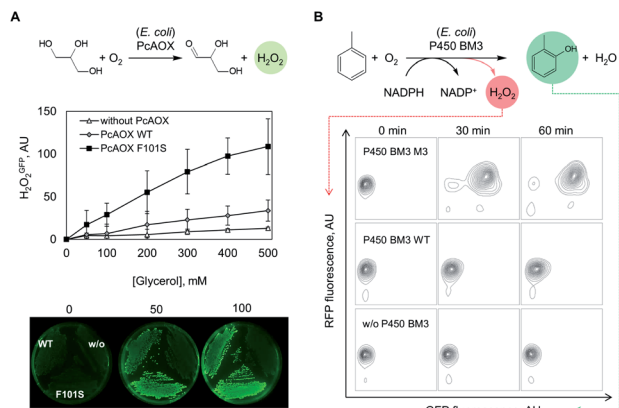 A
(E. coli)
PcAOX
OH
HO
OH
+ O2
O
OH
OH
+
H2O2
without PcAOX
PcAOX WT
PcAOX F101S
H2O2^GFP, AU
150
100
50
0
0
100
200
300
400
500
[Glycerol], mM
0
50
100
WT
w/o
F101S
B
(E. coli)
P450 BM3
+ O2
NADPH
NADP+
H2O2
OH
+ H2O
0 min
30 min
60 min
P450 BM3 M3
P450 BM3 WT
w/o P450 BM3
RFP fluorescence, AU